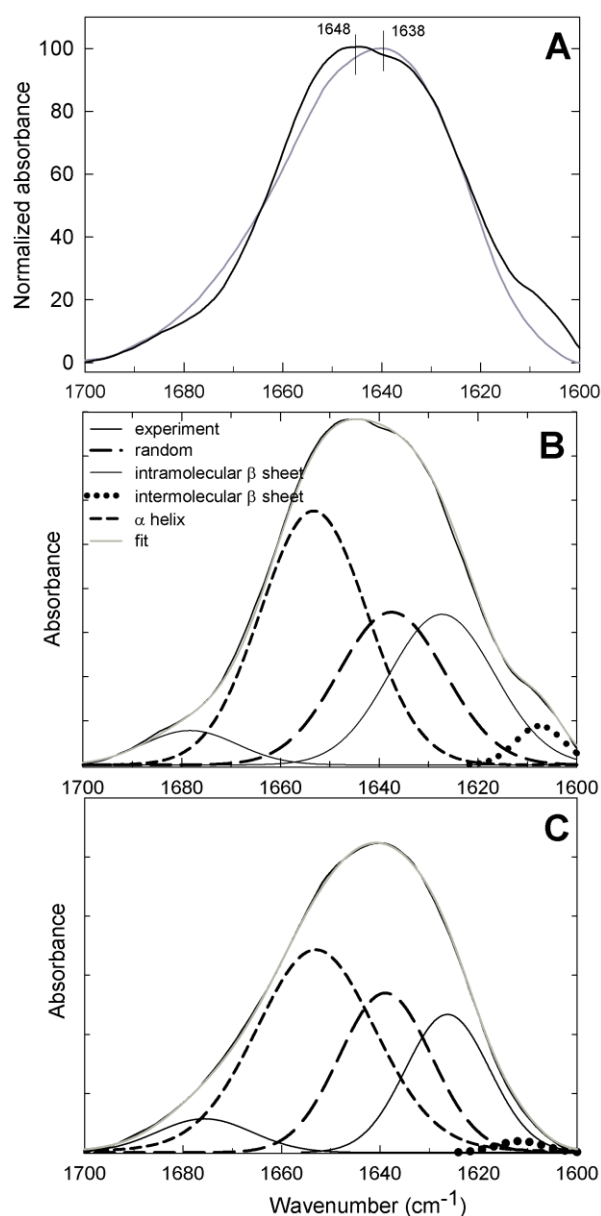 1648 1638
A
Normalized absorbance
100
80
60
40
20
0
1700 1680 1660 1640 1620 1600
B
experiment
random
intramolecular β sheet
intermolecular β sheet
α helix
fit
Absorbance
1700 1680 1660 1640 1620 1600
C
Absorbance
1700 1680 1660 1640 1620 1600
Wavenumber (cm⁻¹)